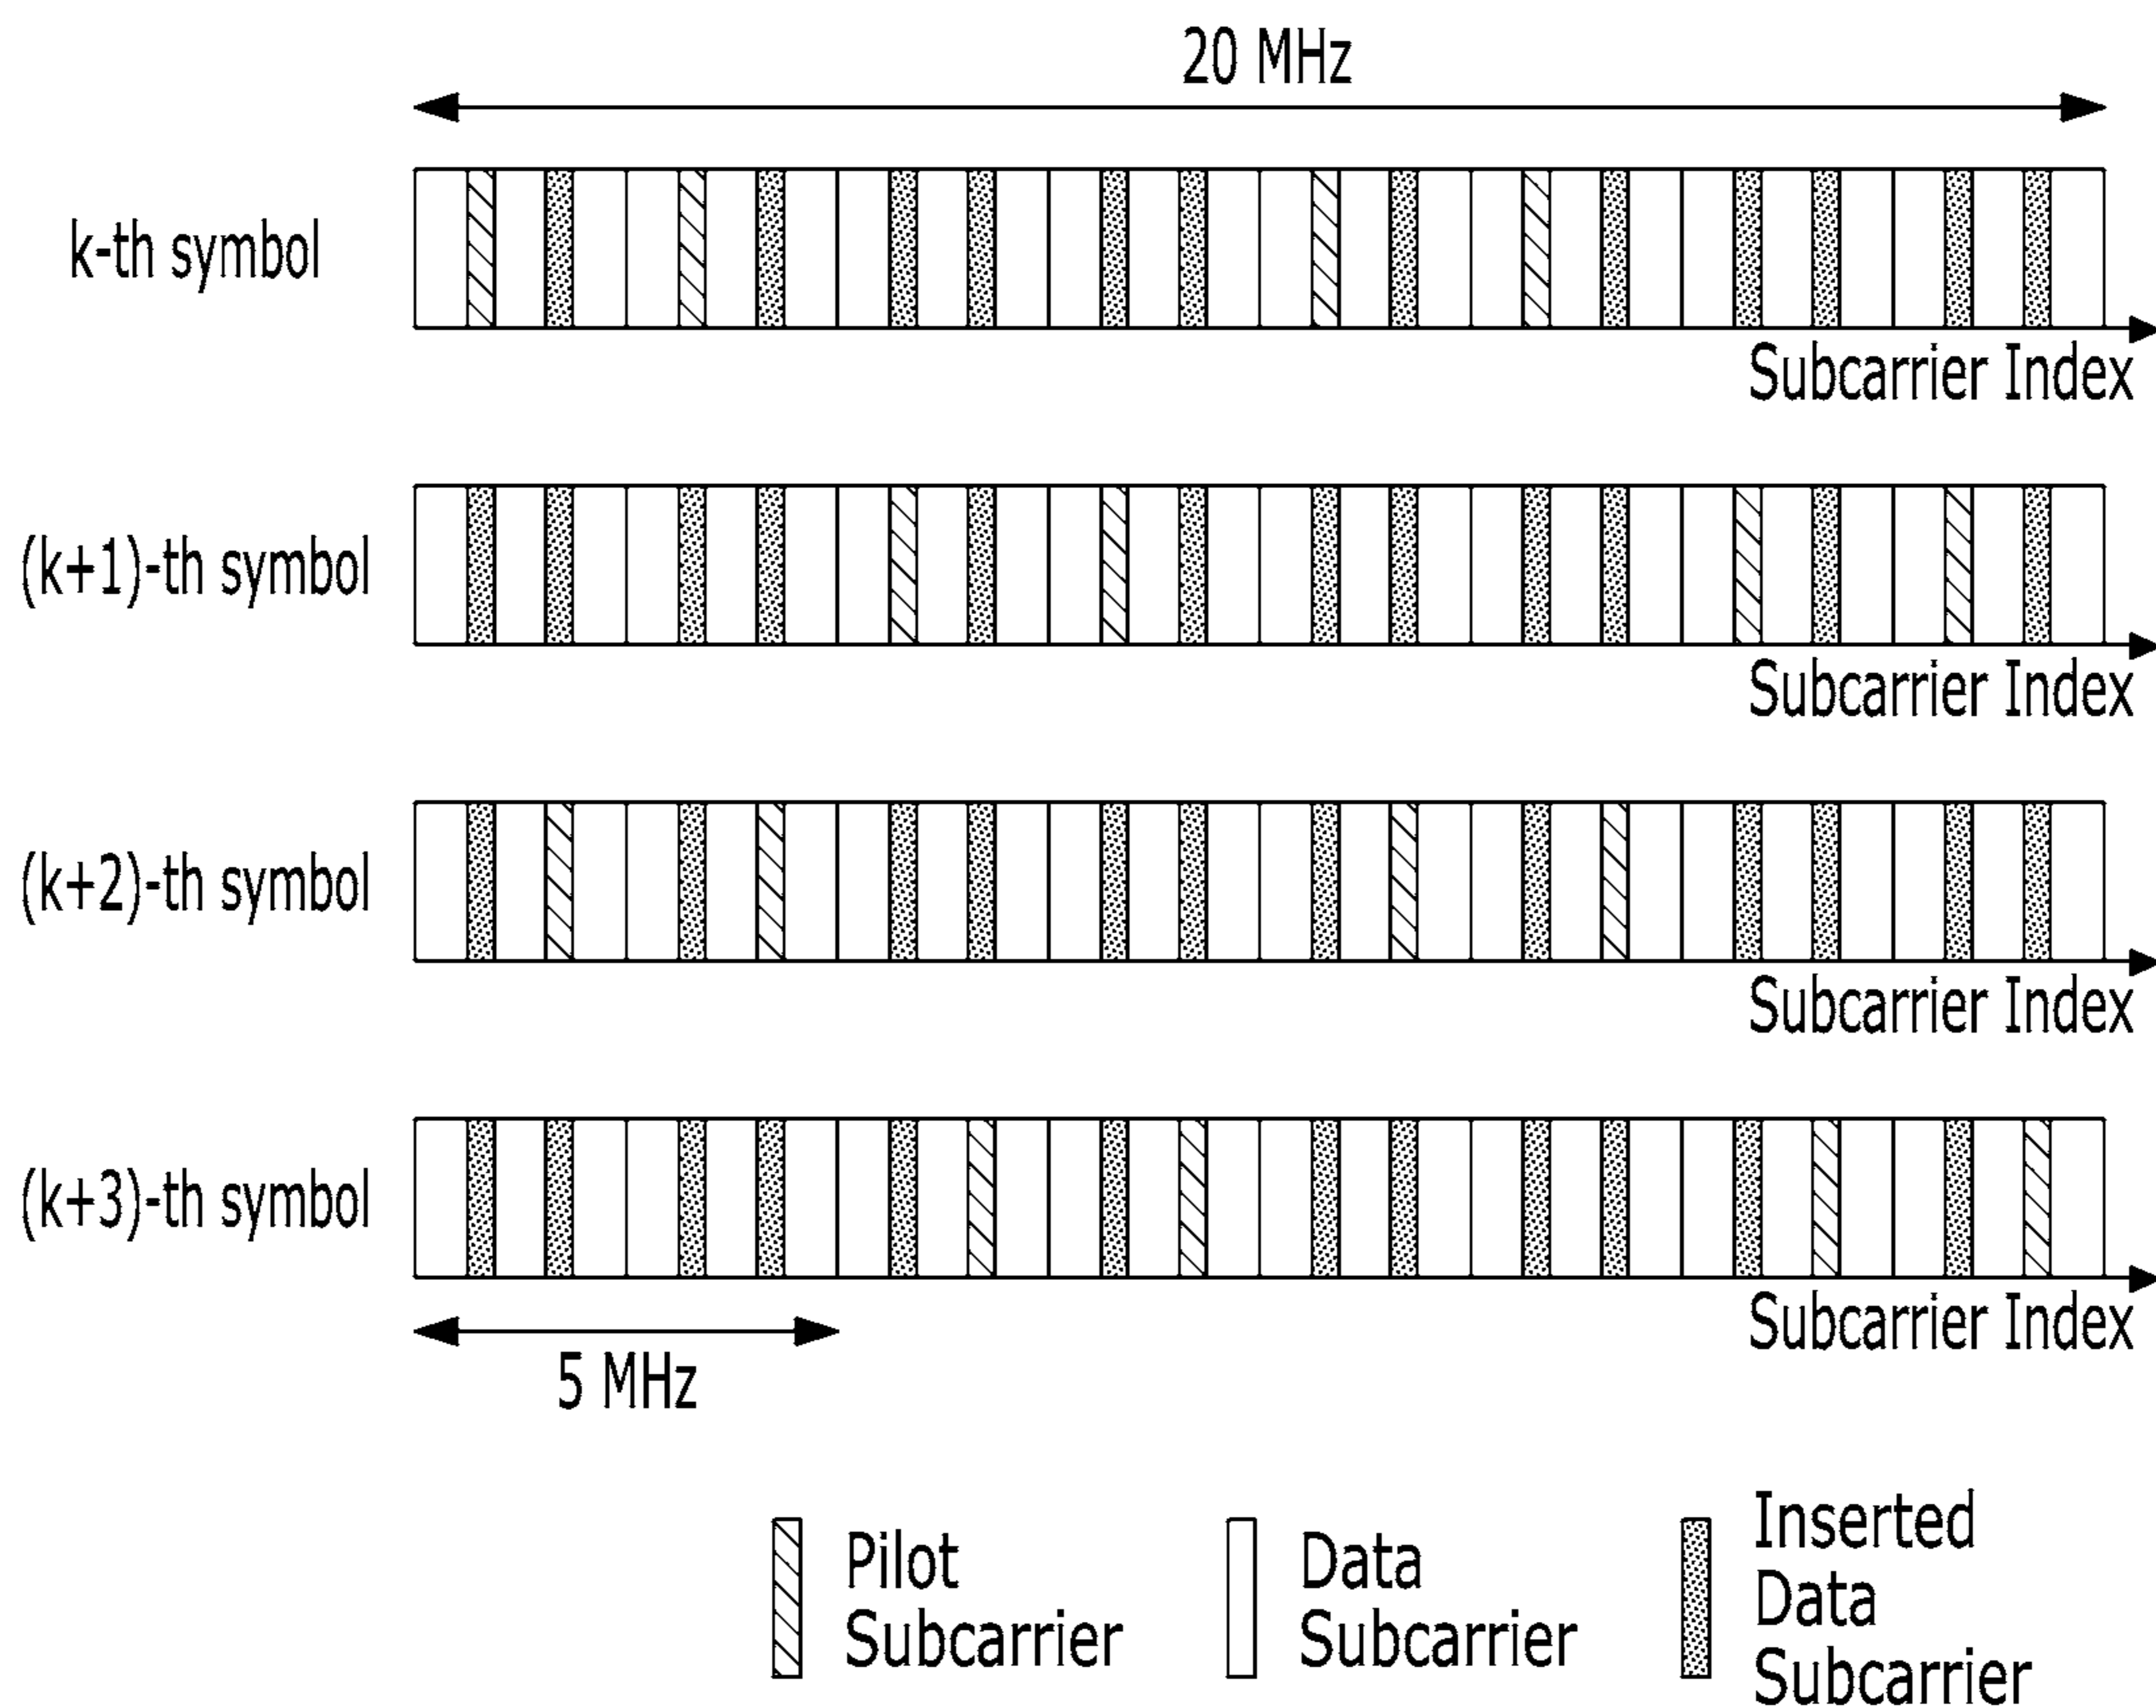 20 MHz
k-th symbol
Subcarrier Index
(k+1)-th symbol
Subcarrier Index
(k+2)-th symbol
Subcarrier Index
(k+3)-th symbol
Subcarrier Index
5 MHz
Pilot
Subcarrier
Data
Subcarrier
Inserted
Data
Subcarrier